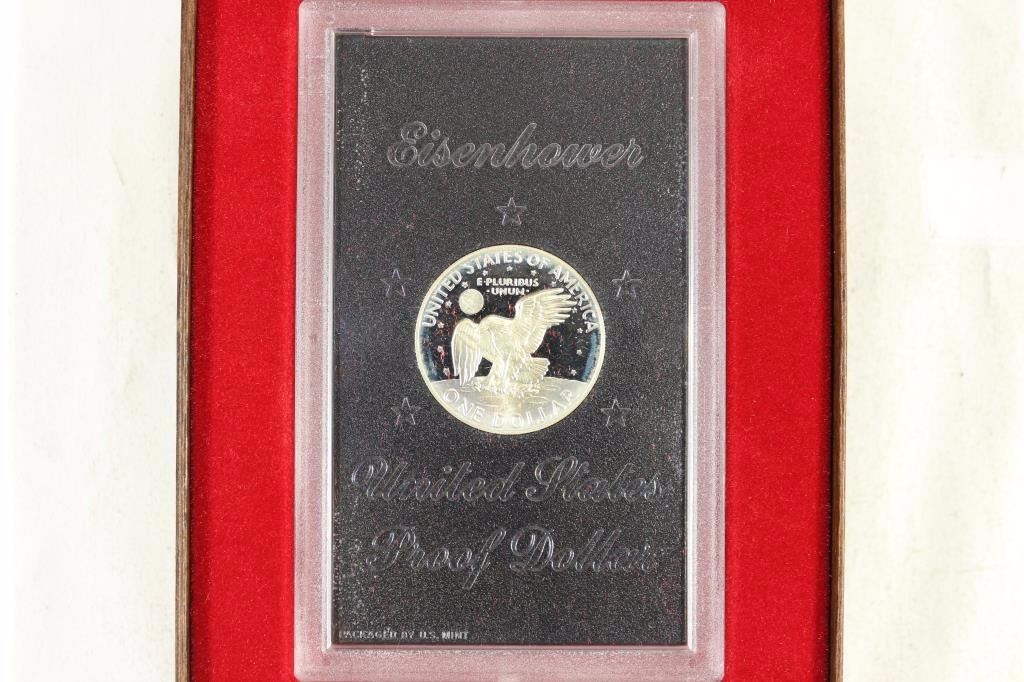 Eisenhower
UNITED STATES OF AMERICA
E·PLURIBUS
·UNUM·
ONE DOLLAR
United States
Proof Dollar
PACKAGED BY U.S. MINT